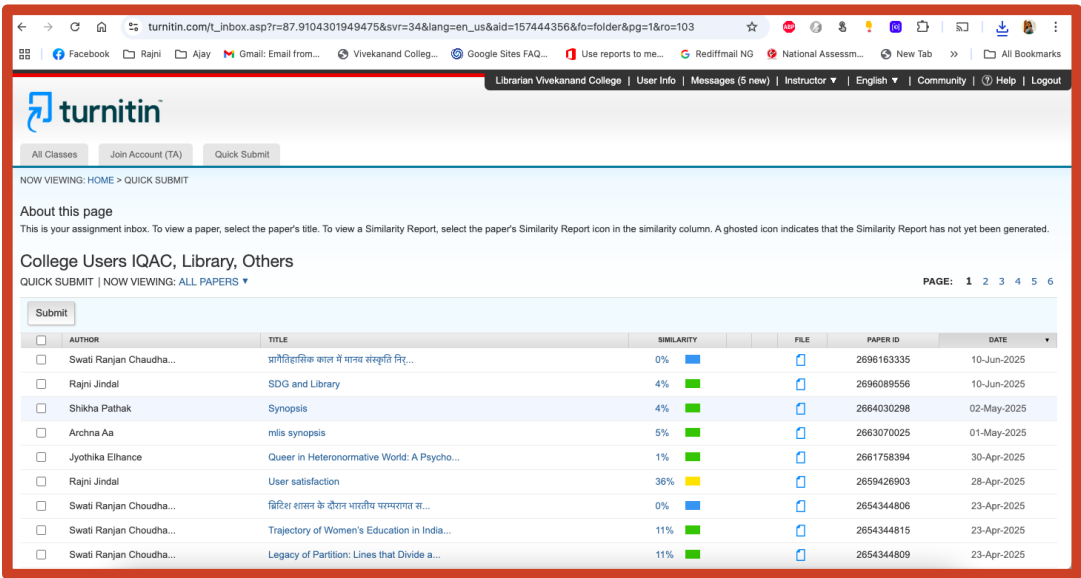 turnitin.com/t_inbox.asp?r=87.9104301949475&svr=34&lang=en_us&aid=157444356&fo=folder&pg=1&ro=103
Facebook Rajni Ajay Gmail: Email from... Vivekanand Colleg... Google Sites FAQ... Use reports to me... Rediffmail NG National Assessm... New Tab » All Bookmarks
Librarian Vivekanand College | User Info | Messages (5 new) | Instructor ▼ | English ▼ | Community | ? Help | Logout
turnitin
All Classes Join Account (TA) Quick Submit
NOW VIEWING: HOME > QUICK SUBMIT
About this page
This is your assignment inbox. To view a paper, select the paper's title. To view a Similarity Report, select the paper's Similarity Report icon in the similarity column. A ghosted icon indicates that the Similarity Report has not yet been generated.
College Users IQAC, Library, Others
QUICK SUBMIT | NOW VIEWING: ALL PAPERS ▼ PAGE: 1 2 3 4 5 6
Submit
AUTHOR TITLE SIMILARITY FILE PAPER ID DATE
Swati Ranjan Chaudha... प्रागैतिहासिक काल में मानव संस्कृति निर्... 0% 2696163335 10-Jun-2025
Rajni Jindal SDG and Library 4% 2696089556 10-Jun-2025
Shikha Pathak Synopsis 4% 2664030298 02-May-2025
Archna Aa mlis synopsis 5% 2663070025 01-May-2025
Jyothika Elhance Queer in Heteronormative World: A Psycho... 1% 2661758394 30-Apr-2025
Rajni Jindal User satisfaction 36% 2659426903 28-Apr-2025
Swati Ranjan Choudha... ब्रिटिश शासन के दौरान भारतीय परम्परागत स... 0% 2654344806 23-Apr-2025
Swati Ranjan Choudha... Trajectory of Women's Education in India... 11% 2654344815 23-Apr-2025
Swati Ranjan Choudha... Legacy of Partition: Lines that Divide a... 11% 2654344809 23-Apr-2025